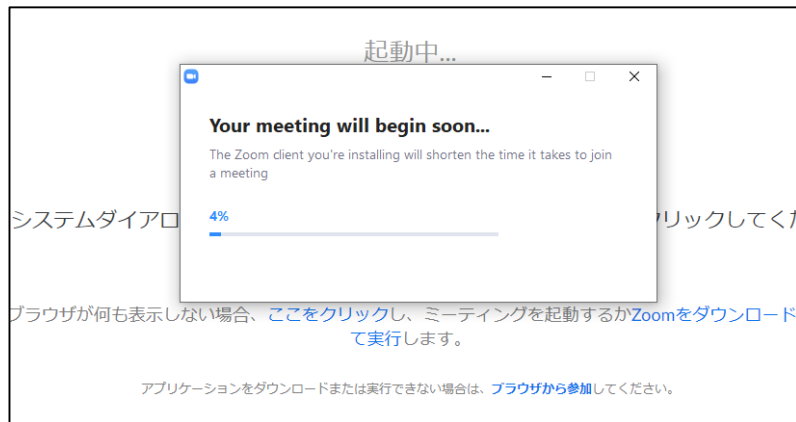 起動中...
Your meeting will begin soon...
The Zoom client you're installing will shorten the time it takes to join
a meeting
4%
システムダイアロ
リックしてくだ
ブラウザが何も表示しない場合、ここをクリックし、ミーティングを起動するかZoomをダウンロード
て実行します。
アプリケーションをダウンロードまたは実行できない場合は、ブラウザから参加してください。